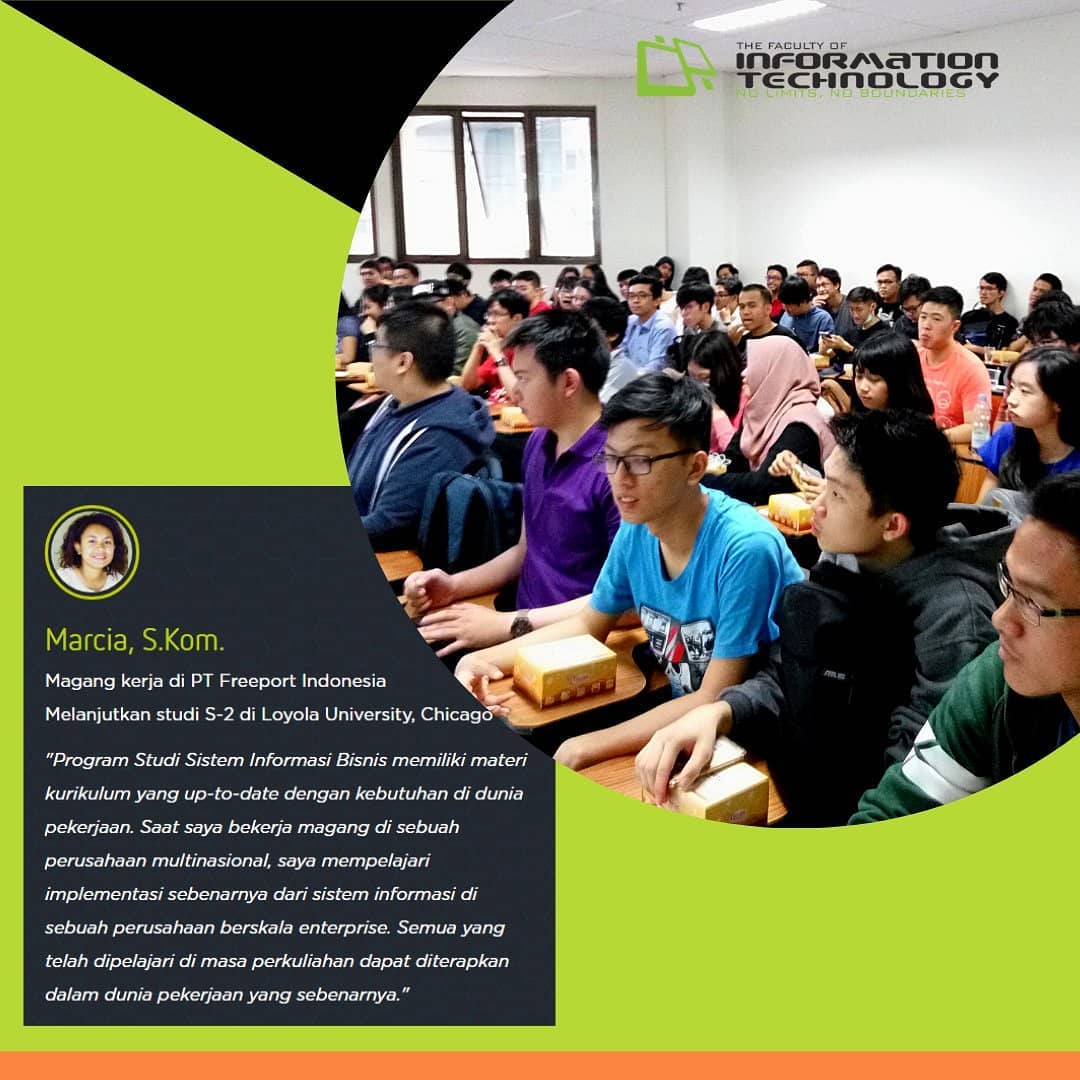 THE FACULTY OF
INFORMATION
TECHNOLOGY
NO LIMITS, NO BOUNDARIES
Marcia, S.Kom.
Magang kerja di PT Freeport Indonesia
Melanjutkan studi S-2 di Loyola University, Chicago
"Program Studi Sistem Informasi Bisnis memiliki materi
kurikulum yang up-to-date dengan kebutuhan di dunia
pekerjaan. Saat saya bekerja magang di sebuah
perusahaan multinasional, saya mempelajari
implementasi sebenarnya dari sistem informasi di
sebuah perusahaan berskala enterprise. Semua yang
telah dipelajari di masa perkuliahan dapat diterapkan
dalam dunia pekerjaan yang sebenarnya."
ASUS